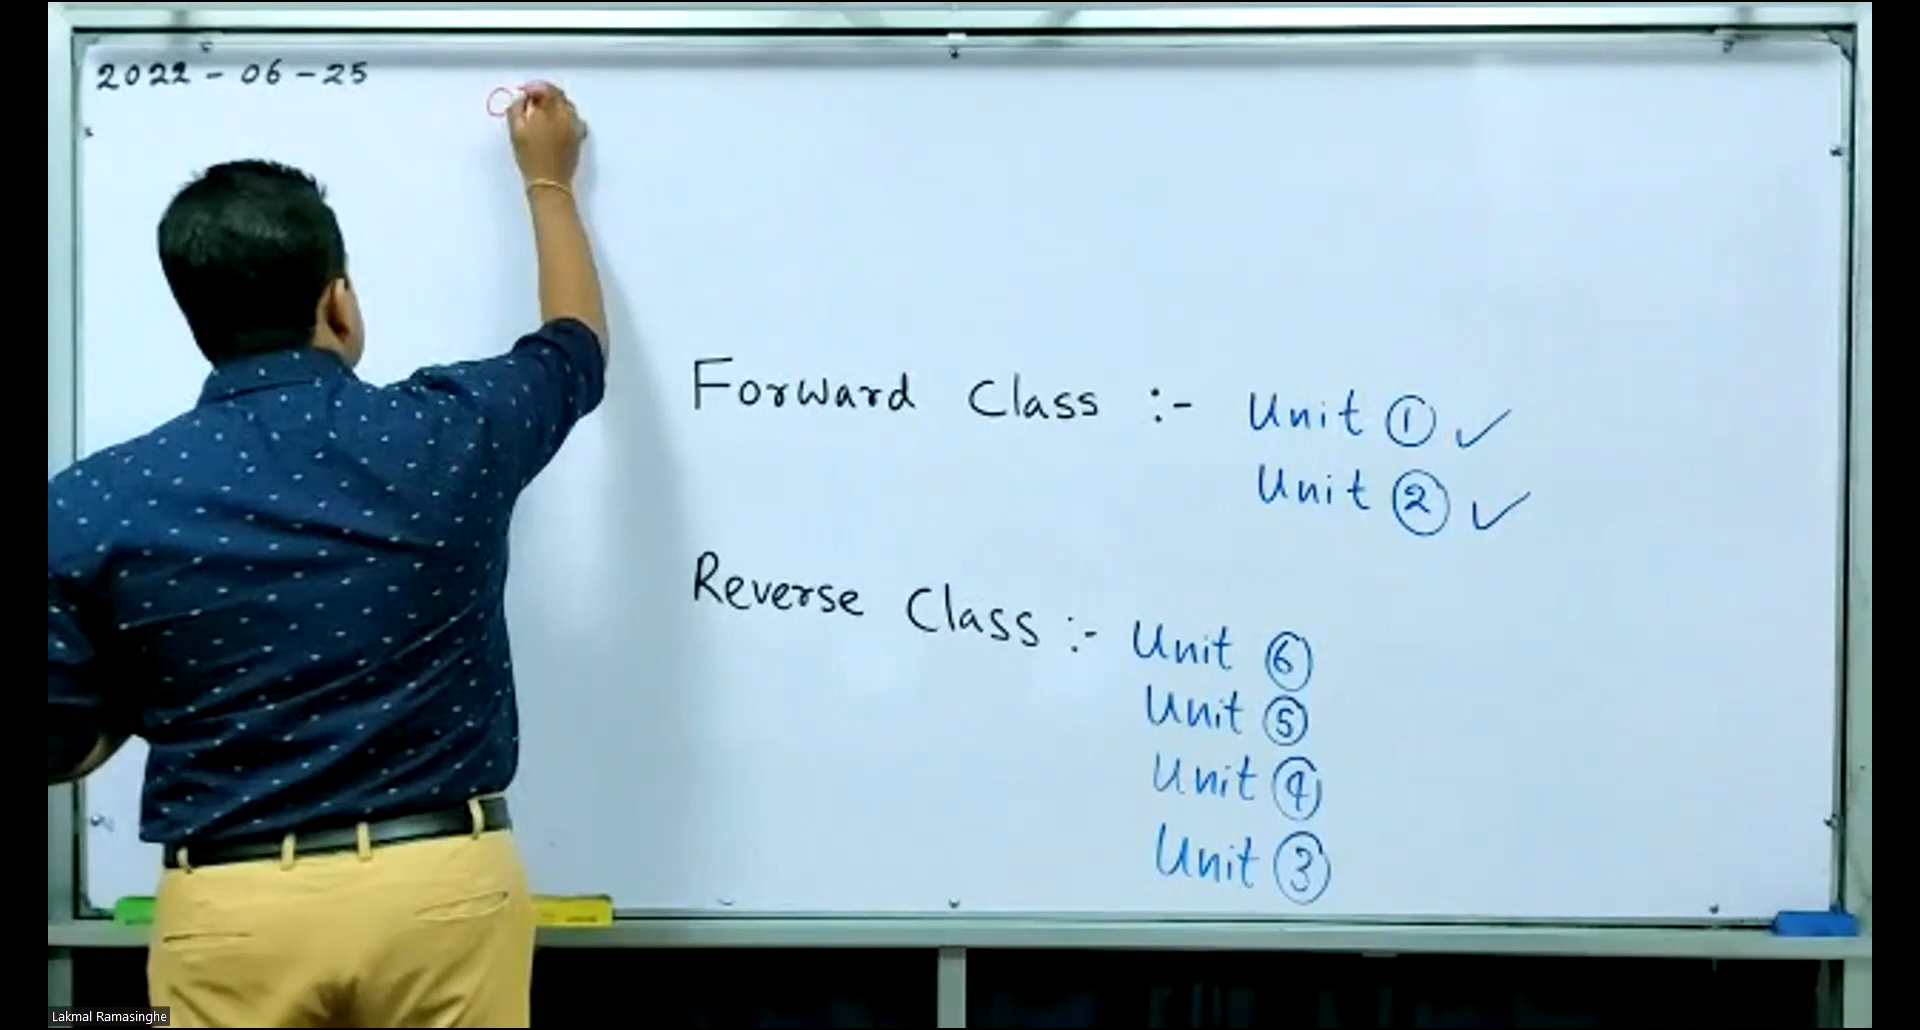 2022 - 06 - 25
Forward Class :- Unit ① ✓
Unit ② ✓
Reverse Class :- Unit ⑥
Unit ⑤
Unit ④
Unit ③
Lakmal Ramasinghe